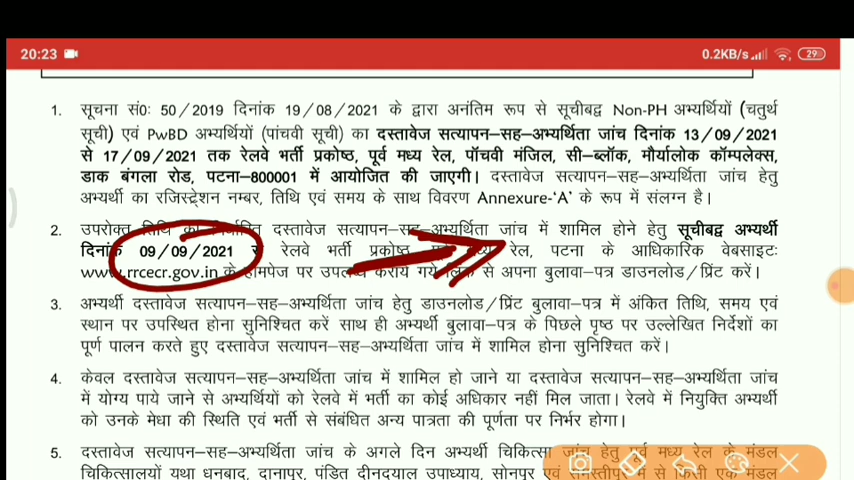 20:23
0.2KB/s 29
1. सूचना सं0: 50/2019 दिनांक 19/08/2021 के द्वारा अनंतिम रूप से सूचीबद्व Non-PH अभ्यर्थियों (चतुर्थ
सूची) एवं PwBD अभ्यर्थियों (पांचवी सूची) का दस्तावेज सत्यापन–सह–अभ्यर्थिता जांच दिनांक 13/09/2021
से 17/09/2021 तक रेलवे भर्ती प्रकोष्ठ, पूर्व मध्य रेल, पॉचवी मंजिल, सी–ब्लॉक, मौर्यालोक कॉम्पलेक्स,
डाक बंगला रोड, पटना–800001 में आयोजित की जाएगी। दस्तावेज सत्यापन–सह–अभ्यर्थिता जांच हेतु
अभ्यर्थी का रजिस्ट्रेशन नम्बर, तिथि एवं समय के साथ विवरण Annexure-‘A’ के रूप में संलग्न है।
2. उपरोक्त तिथि को निर्धारित दस्तावेज सत्यापन–सह–अभ्यर्थिता जांच में शामिल होने हेतु सूचीबद्व अभ्यर्थी
दिनांक 09/09/2021 से रेलवे भर्ती प्रकोष्ठ, पूर्व मध्य रेल, पटना के आधिकारिक वेबसाइटः
www.rrcecr.gov.in के होमपेज पर उपलब्ध कराये गये लिंक से अपना बुलावा–पत्र डाउनलोड/प्रिंट करें।
3. अभ्यर्थी दस्तावेज सत्यापन–सह–अभ्यर्थिता जांच हेतु डाउनलोड/प्रिंट बुलावा–पत्र में अंकित तिथि, समय एवं
स्थान पर उपस्थित होना सुनिश्चित करें साथ ही अभ्यर्थी बुलावा–पत्र के पिछले पृष्ठ पर उल्लेखित निर्देशों का
पूर्ण पालन करते हुए दस्तावेज सत्यापन–सह–अभ्यर्थिता जांच में शामिल होना सुनिश्चित करें।
4. केवल दस्तावेज सत्यापन–सह–अभ्यर्थिता जांच में शामिल हो जाने या दस्तावेज सत्यापन–सह–अभ्यर्थिता जांच
में योग्य पाये जाने से अभ्यर्थियों को रेलवे में भर्ती का कोई अधिकार नहीं मिल जाता। रेलवे में नियुक्ति अभ्यर्थी
को उनके मेधा की स्थिति एवं भर्ती से संबंधित अन्य पात्रता की पूर्णता पर निर्भर होगा।
5. दस्तावेज सत्यापन–सह–अभ्यर्थिता जांच के अगले दिन अभ्यर्थी चिकित्सा जांच हेतु पूर्व मध्य रेल के मंडल
चिकित्सालयों यथा धनबाद, दानापुर, पंडित दीनदयाल उपाध्याय, सोनपुर एवं समस्तीपुर में से किसी एक मंडल